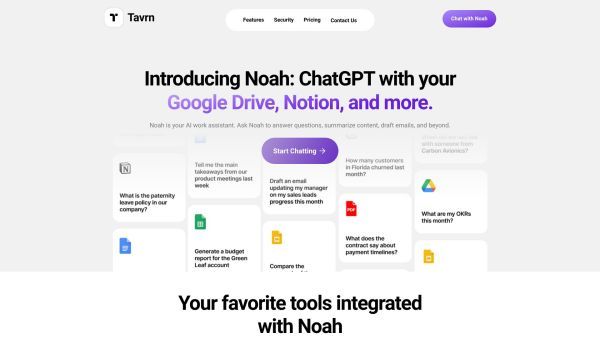 Tavrn
Features Security Pricing Contact Us
Chat with Noah
Introducing Noah: ChatGPT with your
Google Drive, Notion, and more.
Noah is your AI work assistant. Ask Noah to answer questions, summarize content, draft emails, and beyond.
Start Chatting →
What is the paternity
leave policy in our
company?
Tell me the main
takeaways from our
product meetings last
week
Generate a budget
report for the Green
Leaf account
Draft an email
updating my manager
on my sales leads
progress this month
Compare the
How many customers
in Florida churned last
month?
PDF
What does the
contract say about
payment timelines?
with someone from
Carson Avionics?
What are my OKRs
this month?
Your favorite tools integrated
with Noah